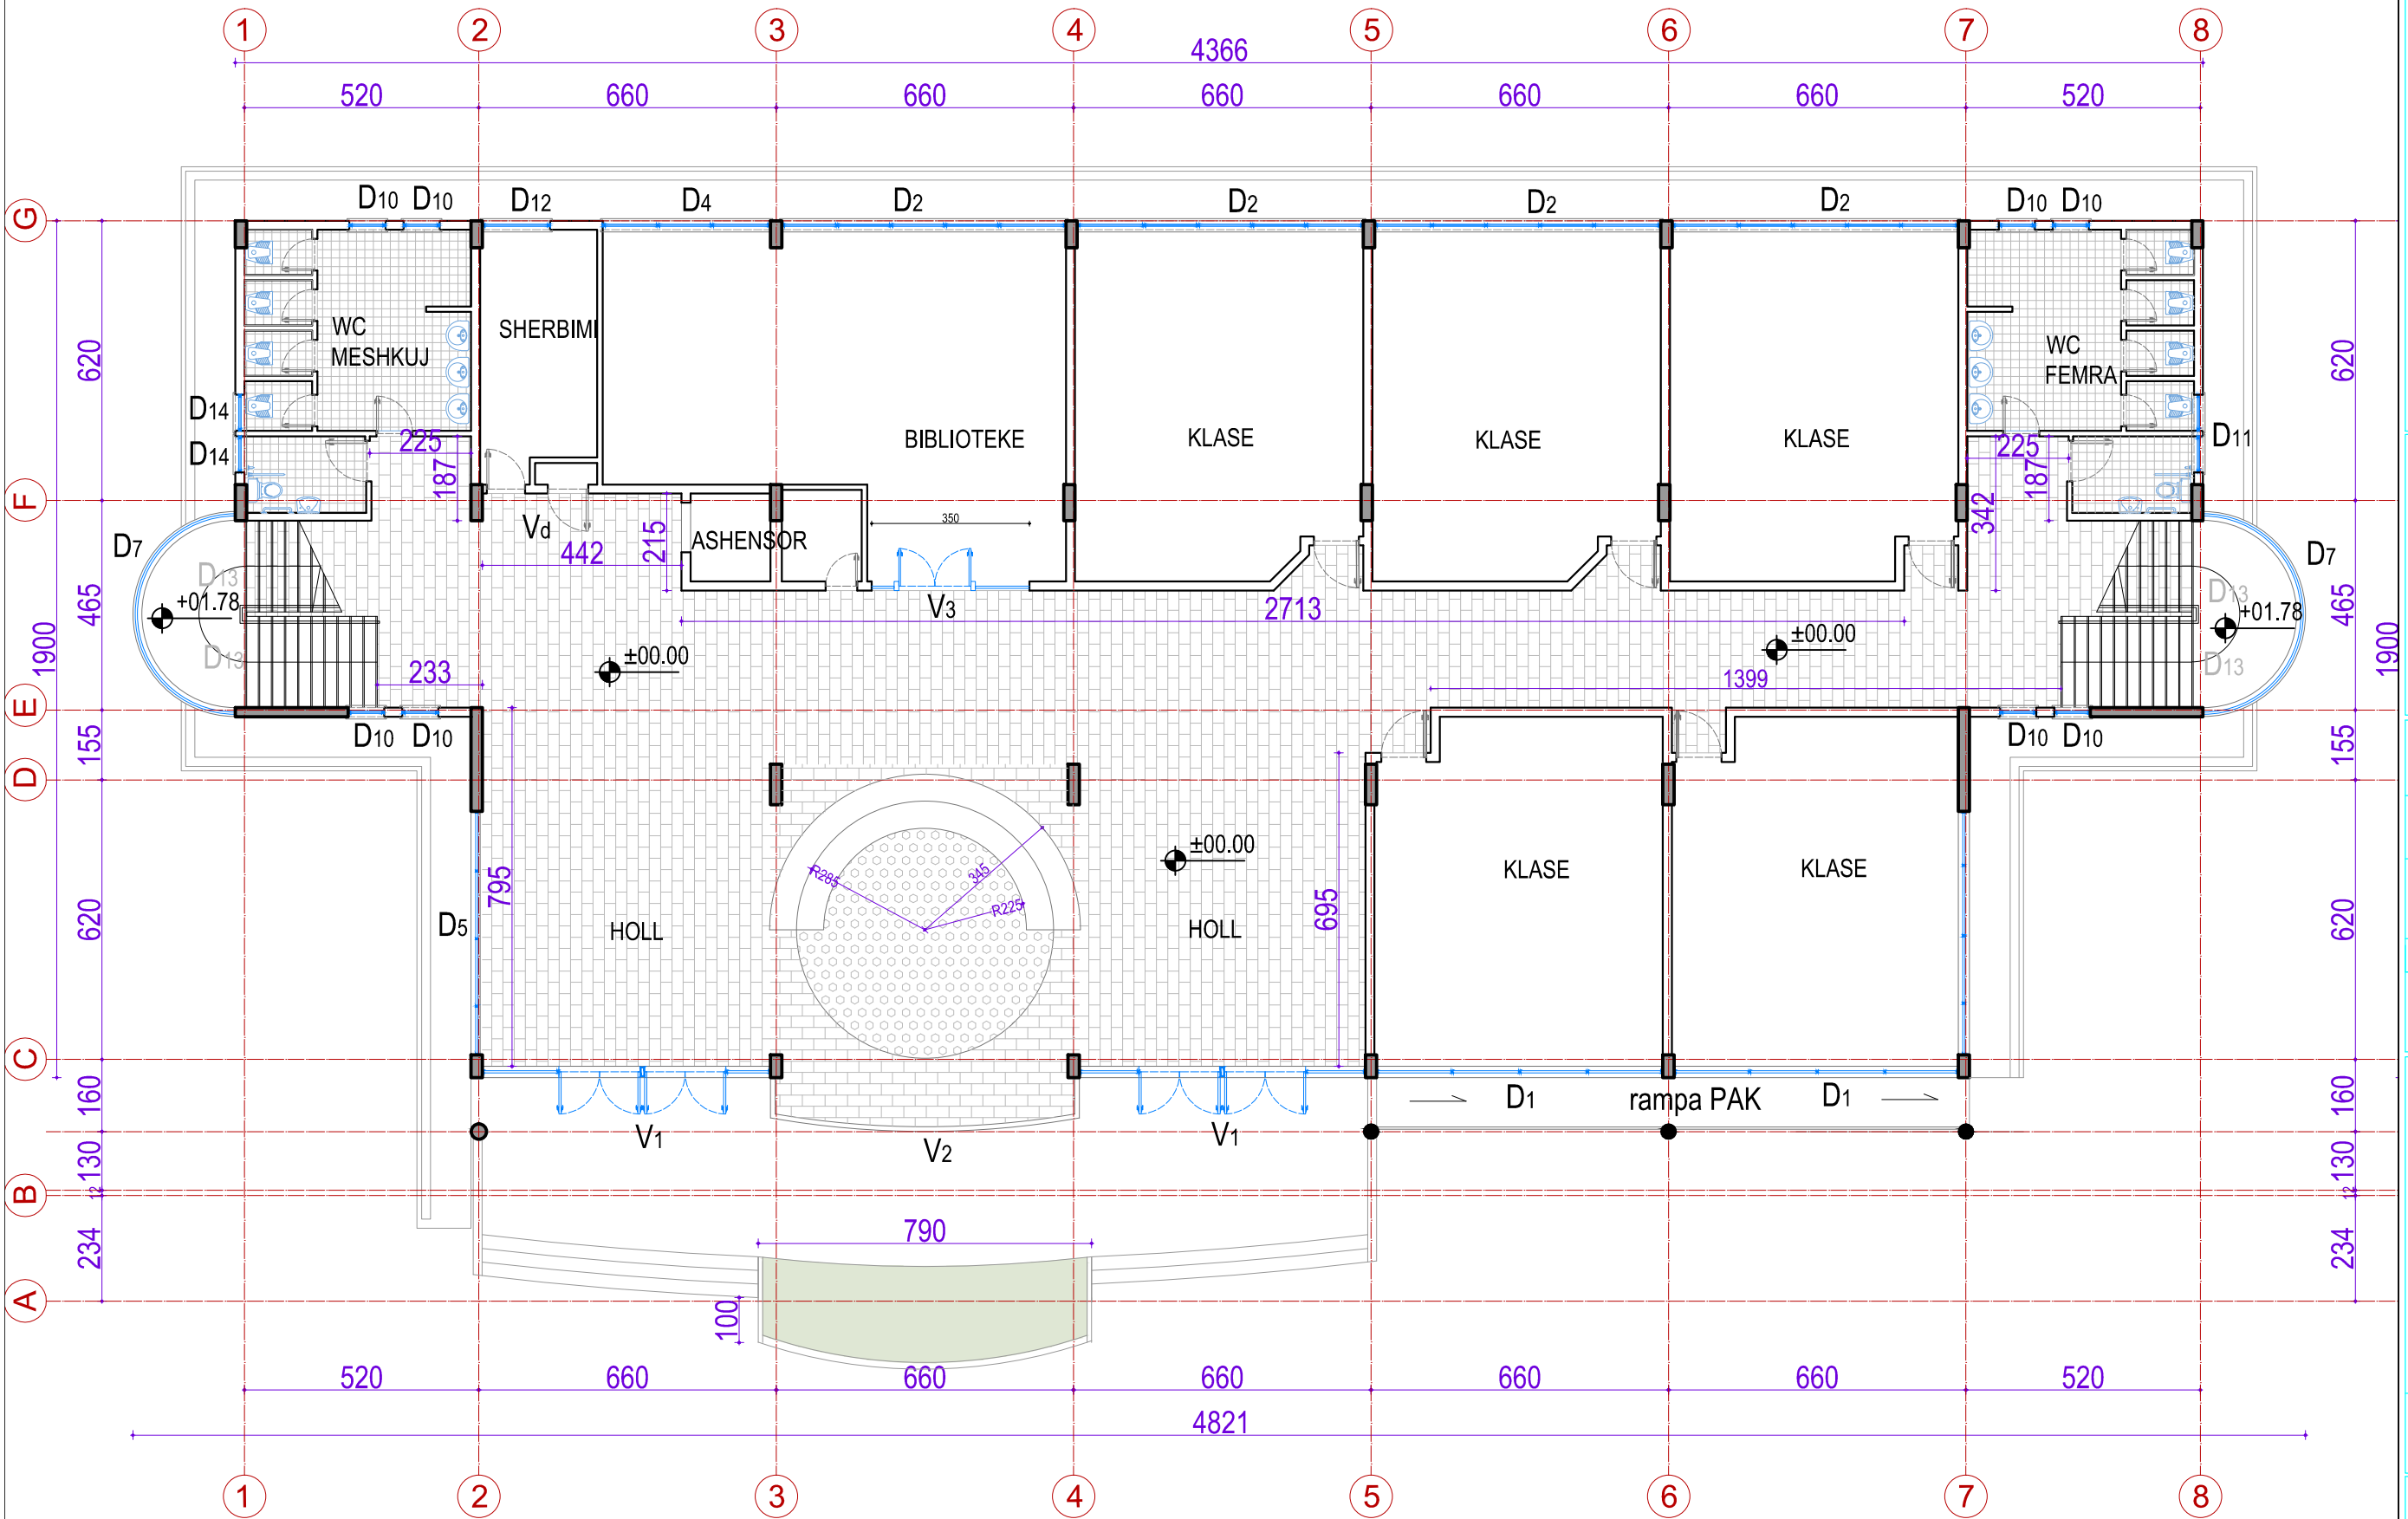 1 2 3 4 5 6 7 8
4366
520 660 660 660 660 660 520
G
D10 D10 D12 D4 D2 D2 D2 D2 D10 D10
620
WC
MESHKUJ
SHERBIMI
BIBLIOTEKE
KLASE
KLASE
KLASE
WC
FEMRA
620
D14
D14
225
187
225
187
D11
F
Vd
442
215
ASHENSOR
350
342
D7
D7
D13
+01.78
D13
465
V3
2713
±00.00
±00.00
D13
+01.78
D13
465
1900
1900
233
1399
E
D10 D10
D10 D10
155
155
D
795
R285
345
R225
±00.00
695
KLASE
KLASE
620
D5
HOLL
HOLL
620
C
160
V1
V2
V1
D1
rampa PAK
D1
160
130
130
B
12
12
234
790
234
A
100
520 660 660 660 660 660 520
4821
1 2 3 4 5 6 7 8